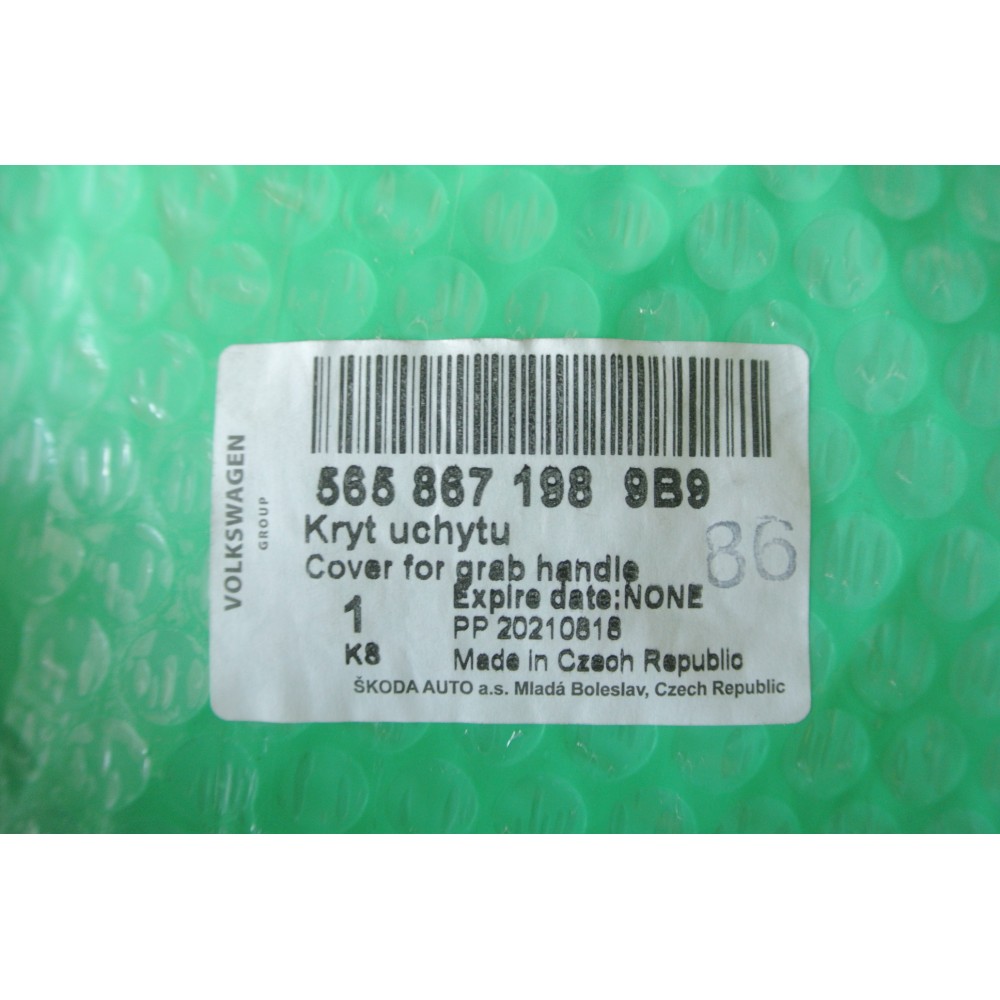 VOLKSWAGEN
GROUP
565 867 198 9B9
Kryt uchytu
86
Cover for grab handle
1
Expire date:NONE
PP 20210818
K8
Made in Czech Republic
ŠKODA AUTO a.s. Mladá Boleslav, Czech Republic